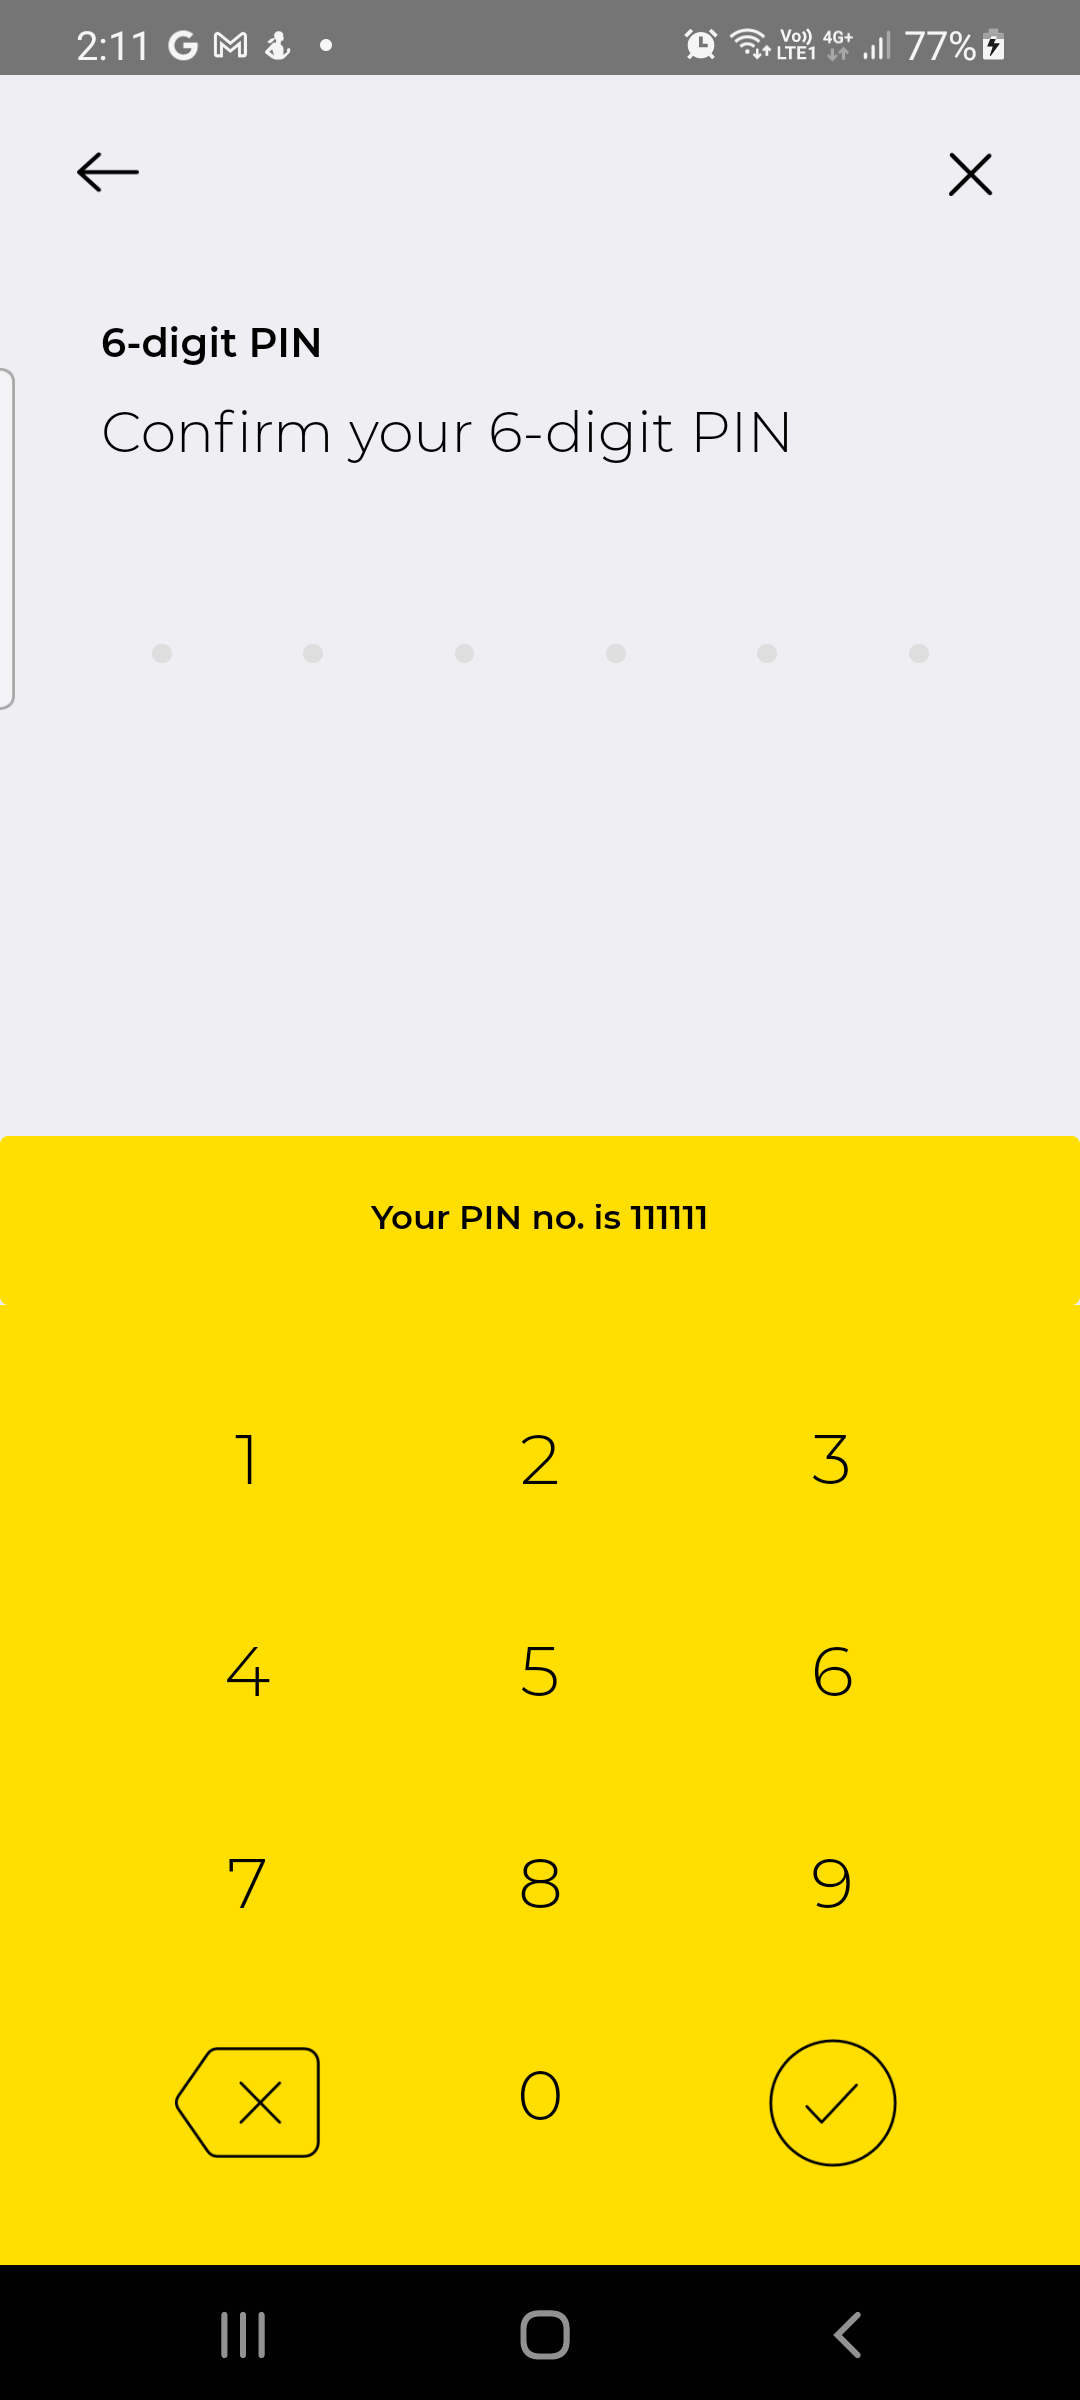 2:11
Vo)) 4G+
LTE1
77%
6-digit PIN
Confirm your 6-digit PIN
Your PIN no. is 111111
1 2 3
4 5 6
7 8 9
0